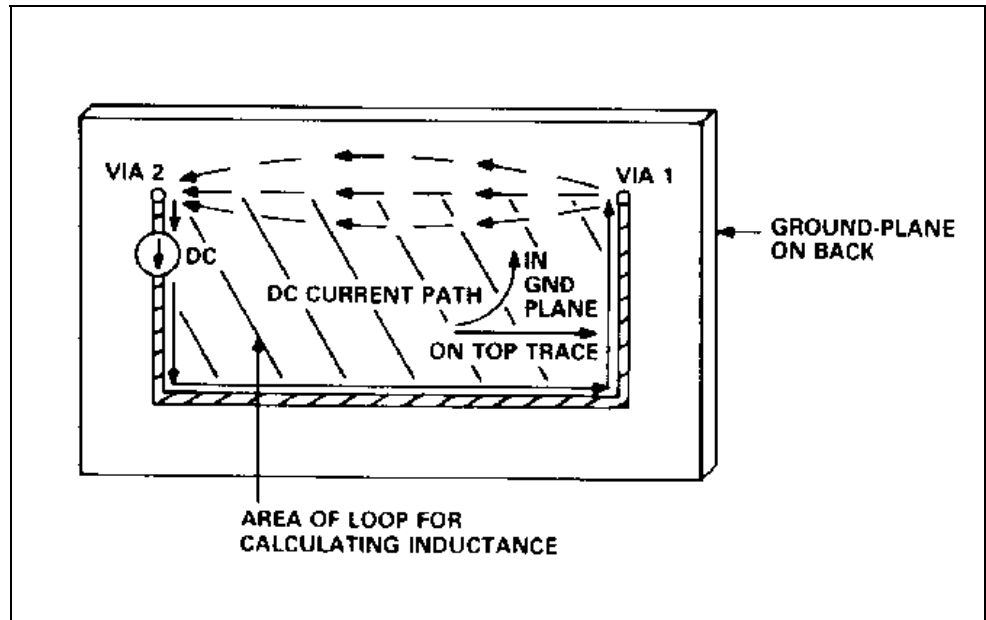 VIA 2
VIA 1
GROUND-PLANE
ON BACK
DC
IN
GND
PLANE
DC CURRENT PATH
ON TOP TRACE
AREA OF LOOP FOR
CALCULATING INDUCTANCE